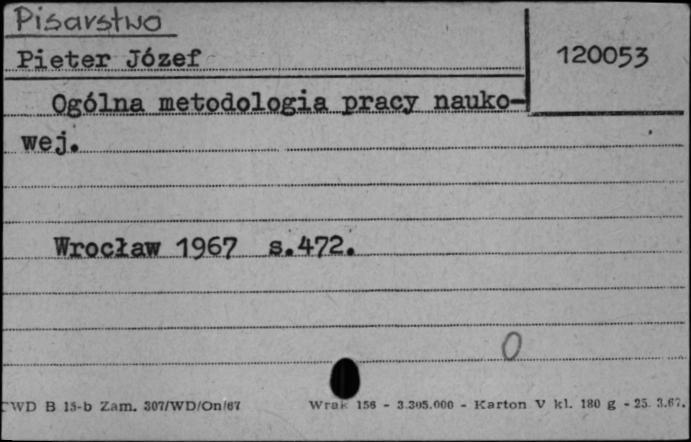 Pisarstwo
Pieter Józef
120053
Ogólna metodologia pracy nauko-
wej.
Wrocław 1967 s.472.
0
CWD B 15-b Zam. 307/WD/On/67 Wrak 156 - 3.305.000 - Karton V kl. 180 g - 25. 3.67.